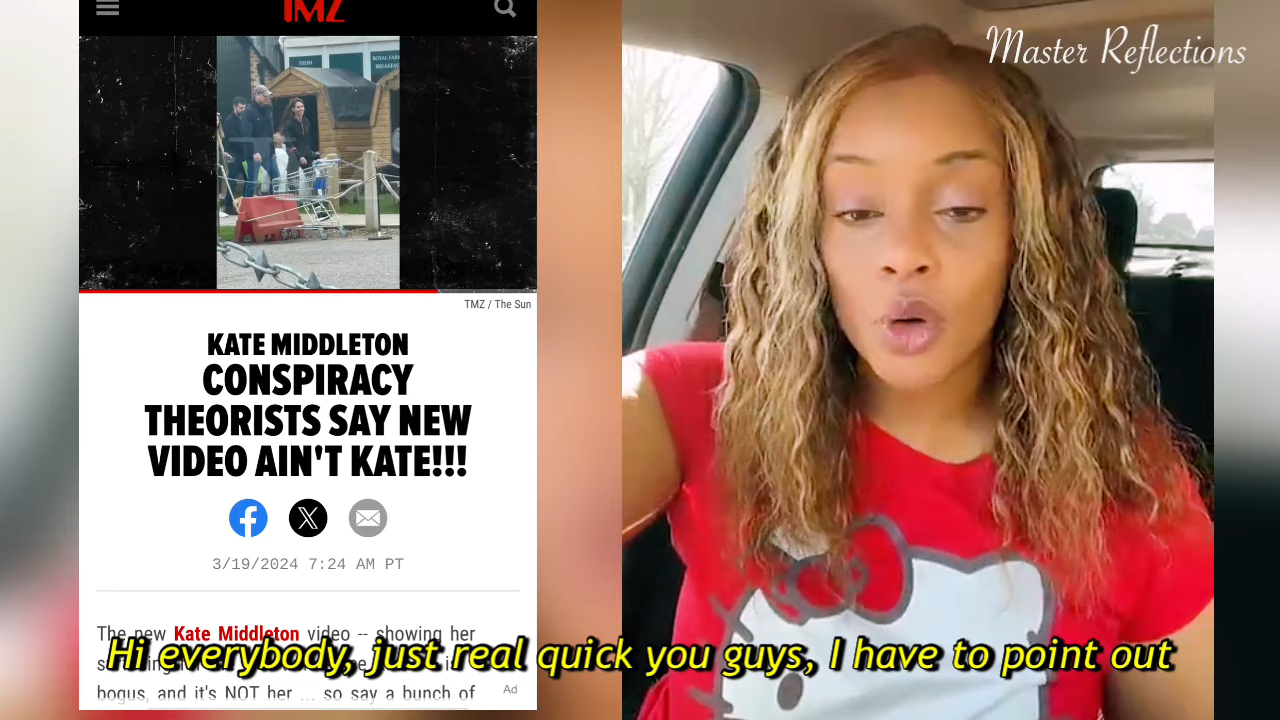 TMZ
Master Reflections
TMZ / The Sun
KATE MIDDLETON
CONSPIRACY
THEORISTS SAY NEW
VIDEO AIN'T KATE!!!
3/19/2024 7:24 AM PT
The new Kate Middleton video -- showing her
Hi everybody, just real quick you guys, I have to point out
bogus, and it's NOT her ... so say a bunch of
Ad